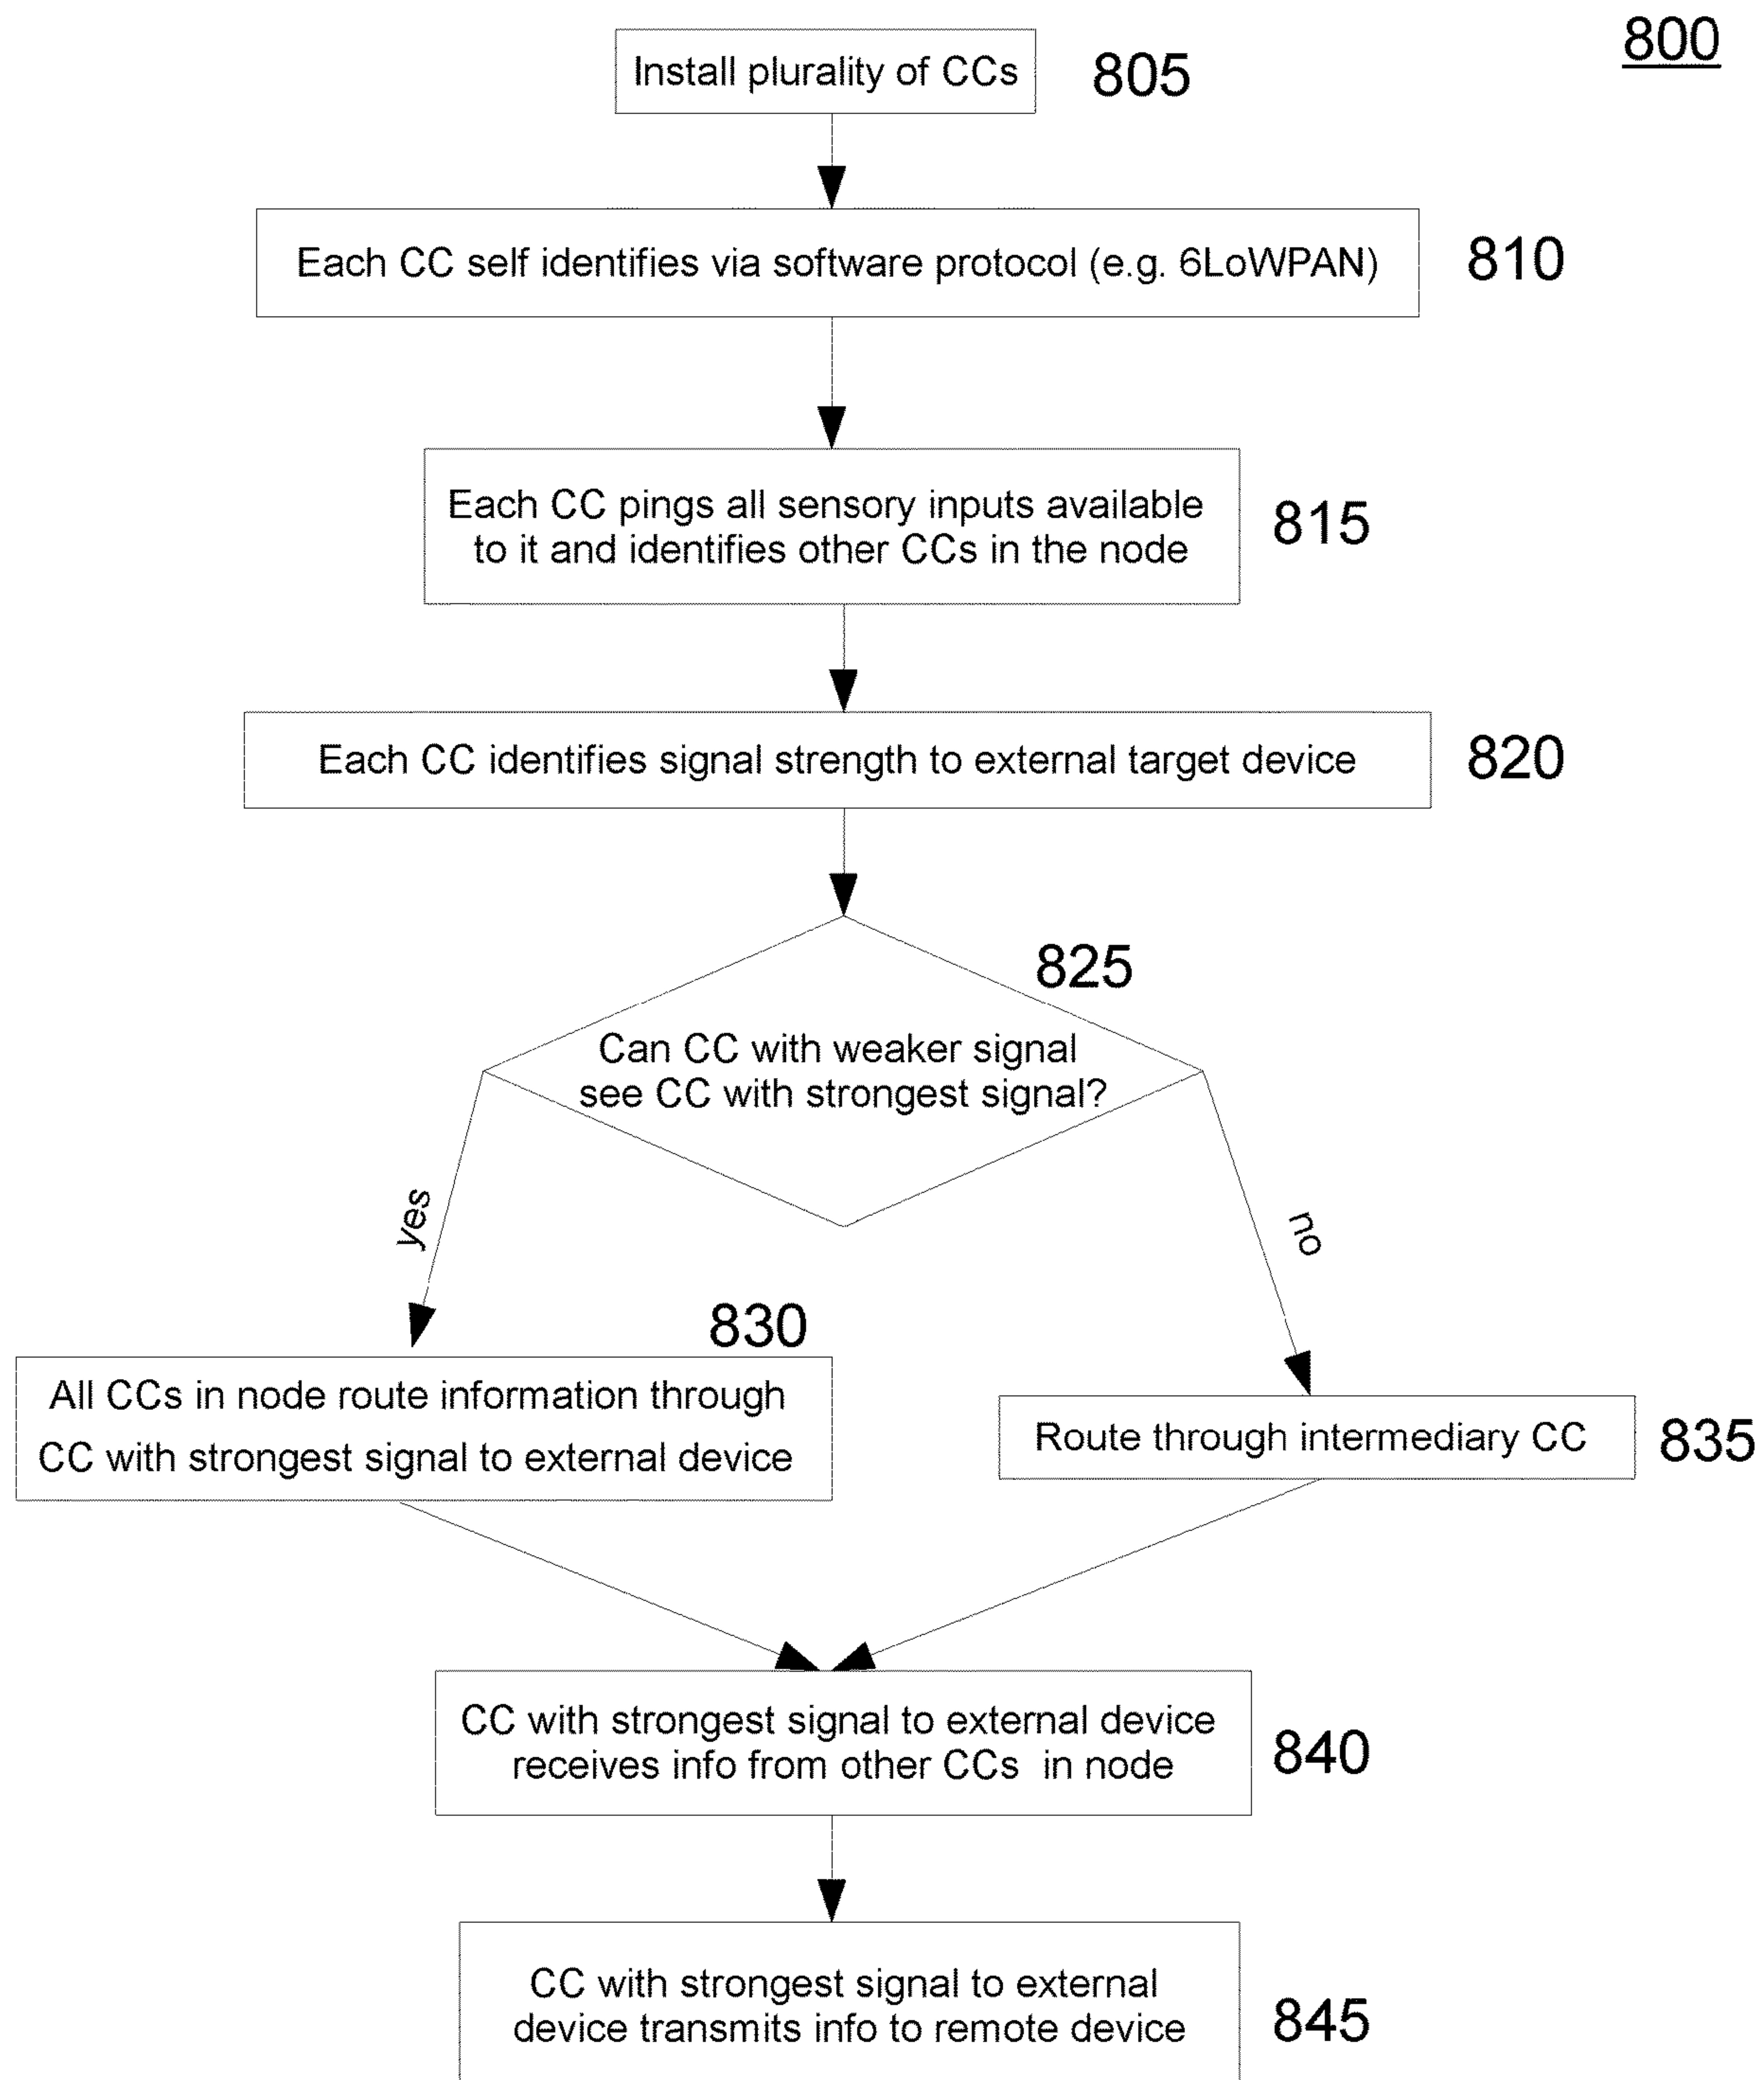 800
Install plurality of CCs
805
Each CC self identifies via software protocol (e.g. 6LoWPAN)
810
Each CC pings all sensory inputs available
to it and identifies other CCs in the node
815
Each CC identifies signal strength to external target device
820
825
Can CC with weaker signal
see CC with strongest signal?
yes
no
830
All CCs in node route information through
CC with strongest signal to external device
Route through intermediary CC
835
CC with strongest signal to external device
receives info from other CCs in node
840
CC with strongest signal to external
device transmits info to remote device
845